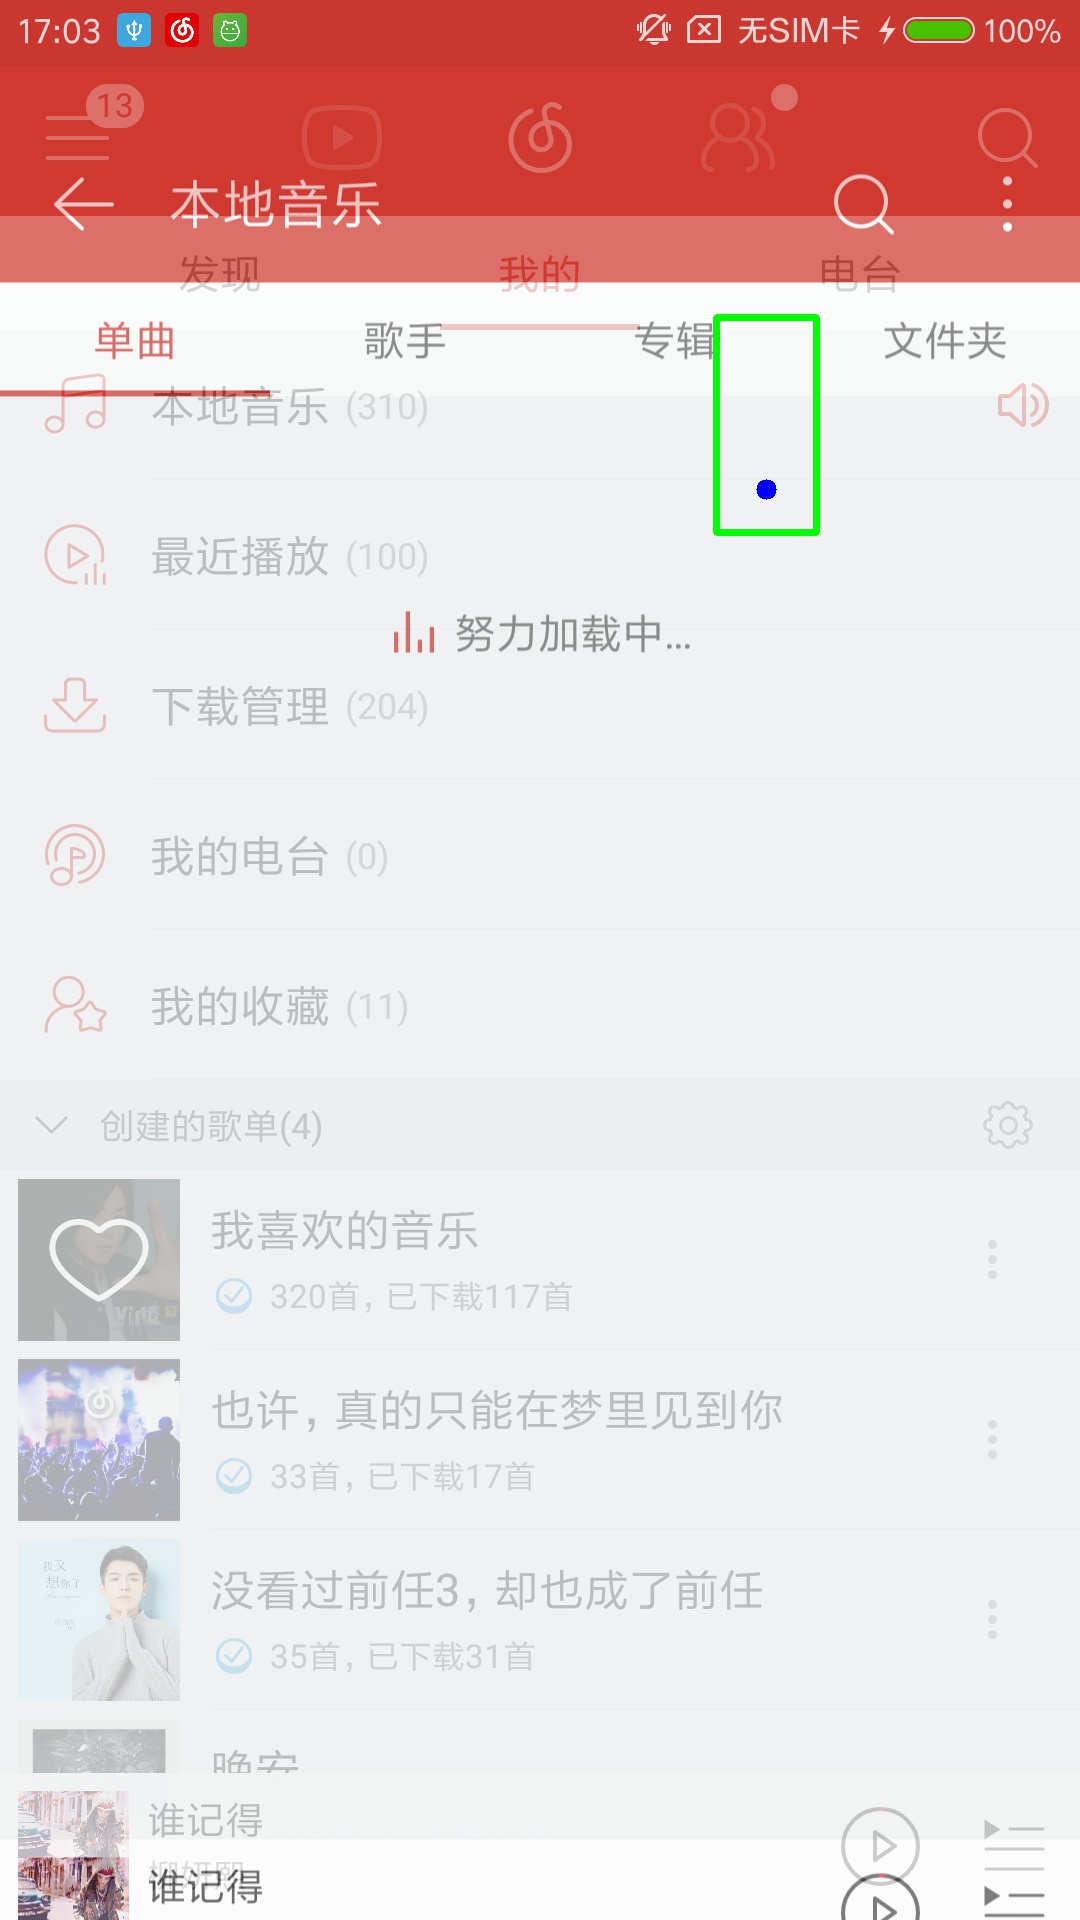 17:03 无SIM卡 100%
13
本地音乐
发现 我的 电台
单曲 歌手 专辑 文件夹
本地音乐 (310)
最近播放 (100)
努力加载中...
下载管理 (204)
我的电台 (0)
我的收藏 (11)
创建的歌单(4)
我喜欢的音乐
320首, 已下载117首
也许, 真的只能在梦里见到你
33首, 已下载17首
我又
想你了
没看过前任3, 却也成了前任
35首, 已下载31首
晚安
谁记得
谁记得